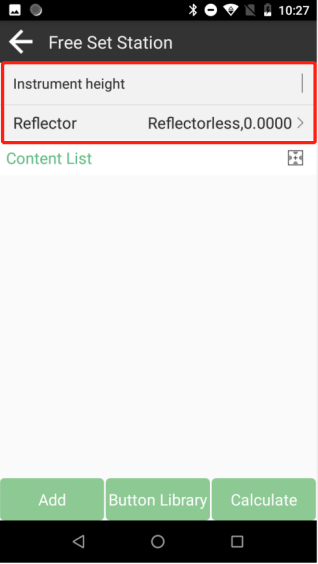 10:27
Free Set Station
Instrument height
Reflector Reflectorless,0.0000
Content List
Add Button Library Calculate